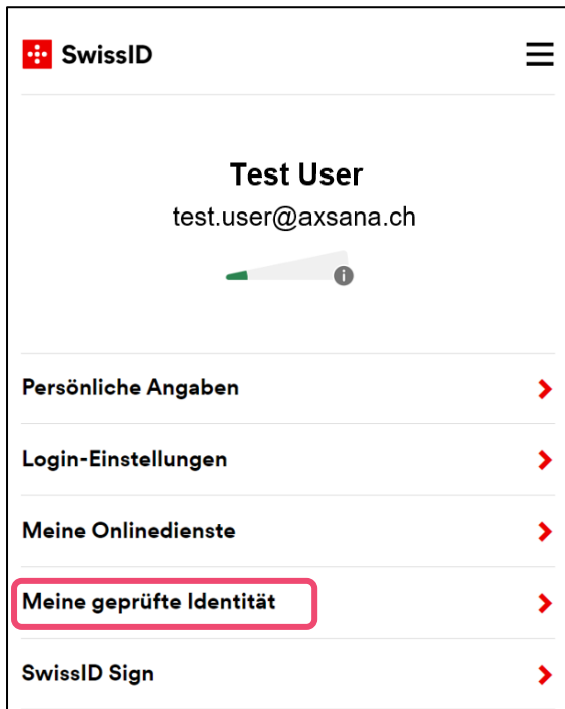 SwissID
Test User
test.user@axsana.ch
i
Persönliche Angaben
Login-Einstellungen
Meine Onlinedienste
Meine geprüfte Identität
SwissID Sign